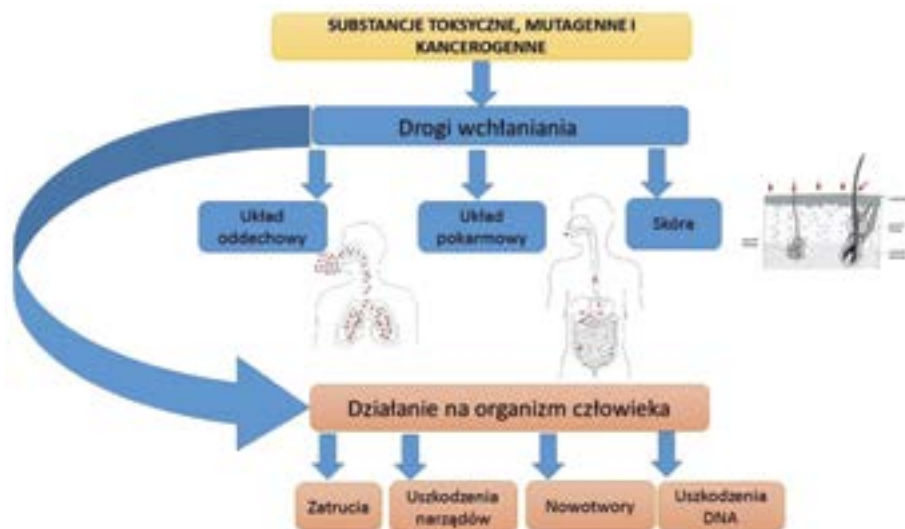 SUBSTANCJE TOKSYCZNE, MUTAGENNE I
KANCEROGENNE
Drogi wchłaniania
Układ
oddechowy
Układ
pokarmowy
Skóra
Działanie na organizm człowieka
Zatrucia
Uszkodzenia
narządów
Nowotwory
Uszkodzenia
DNA